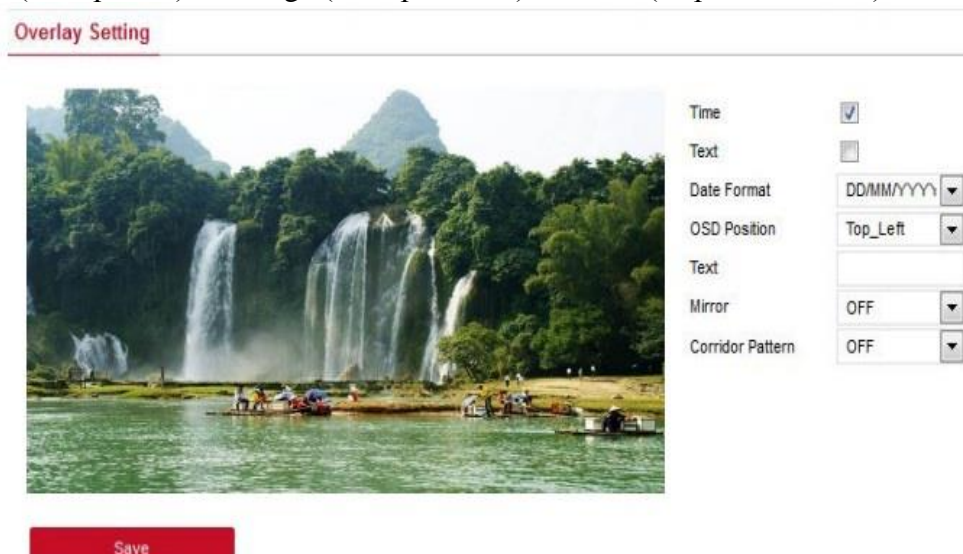 Overlay Setting
Time
Text
Date Format DD/MM/YYYY
OSD Position Top_Left
Text
Mirror OFF
Corridor Pattern OFF
Save